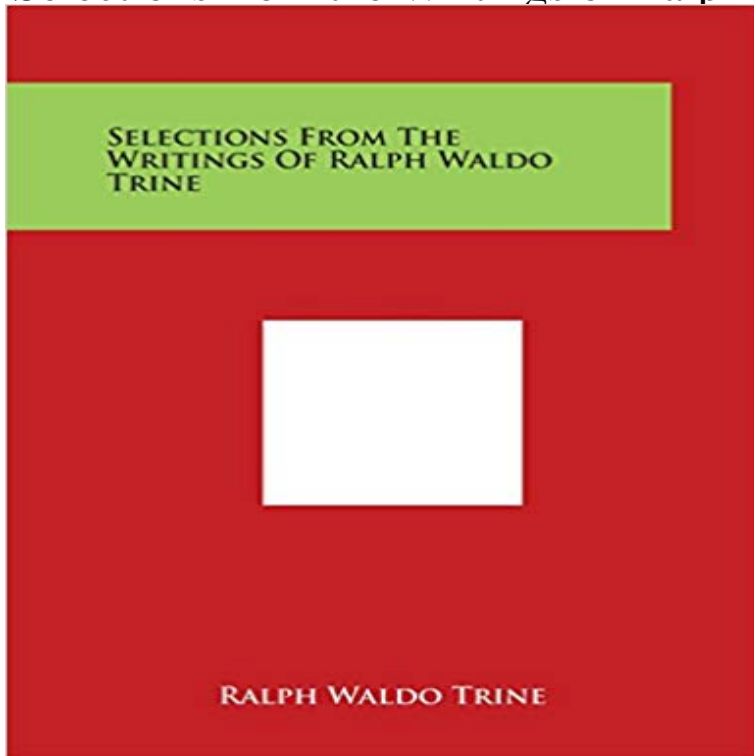 SELECTIONS FROM THE
WRITINGS OF RALPH WALDO
TRINE
RALPH WALDO TRINE